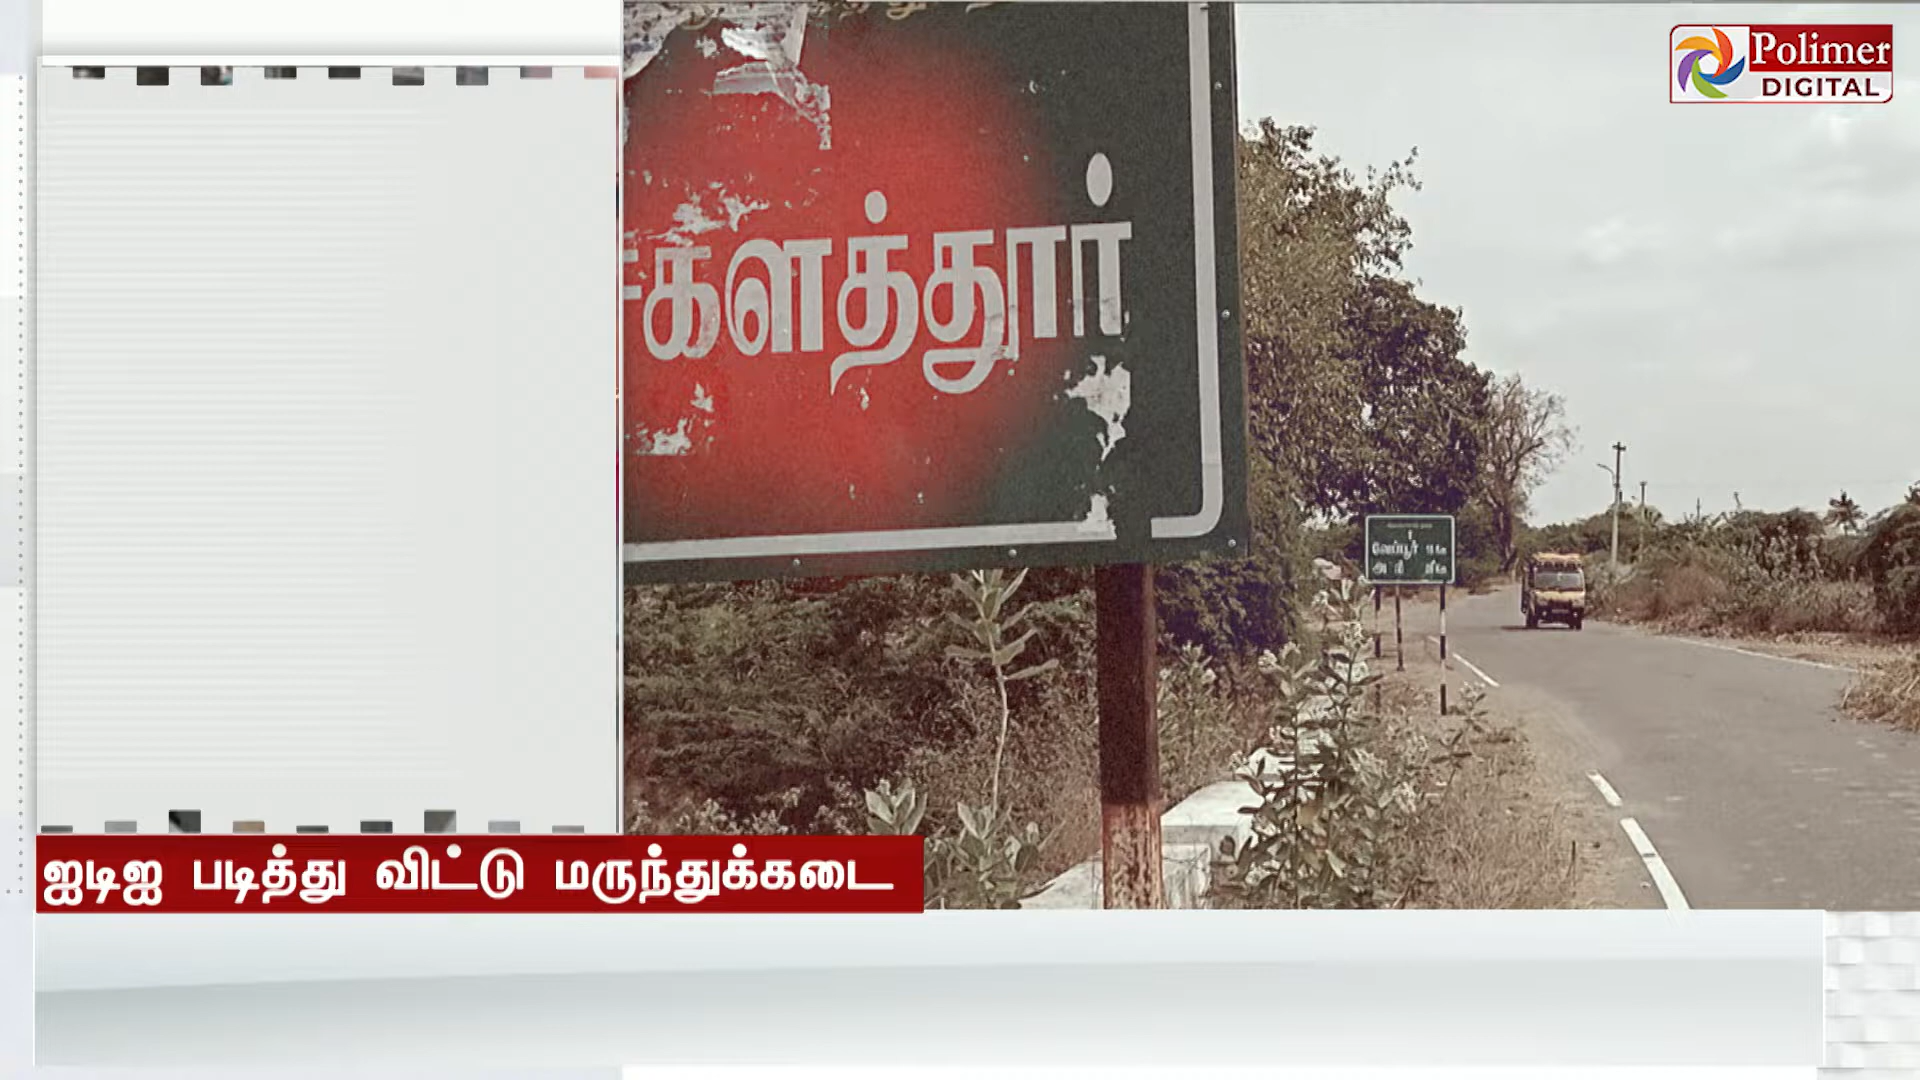 Polimer
DIGITAL
களத்தூர்
வேப்பூர்
ஐடிஐ படித்து விட்டு மருந்துக்கடை